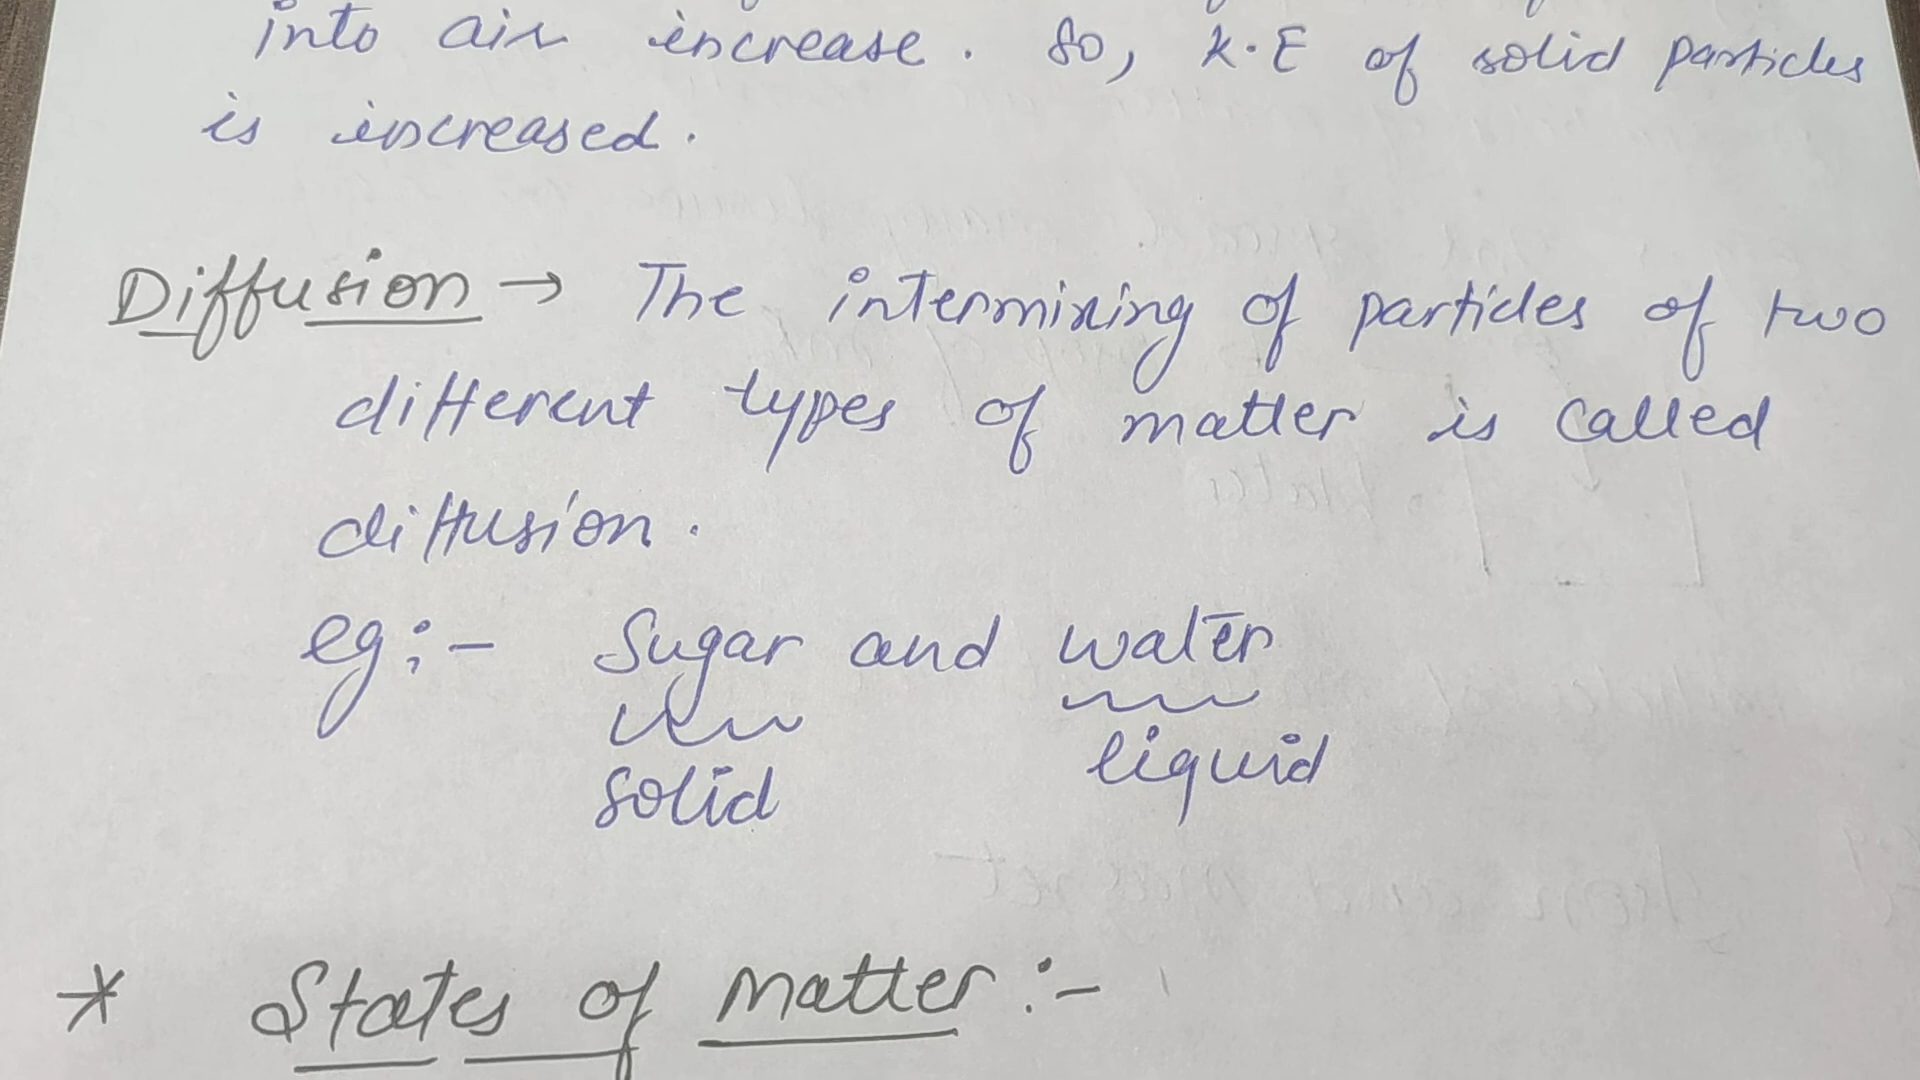 into air increase. So, K.E of solid particles
is increased.
Diffusion → The intermixing of particles of two
different types of matter is called
diffusion.
eg:- Sugar and water
solid liquid
* States of matter :-